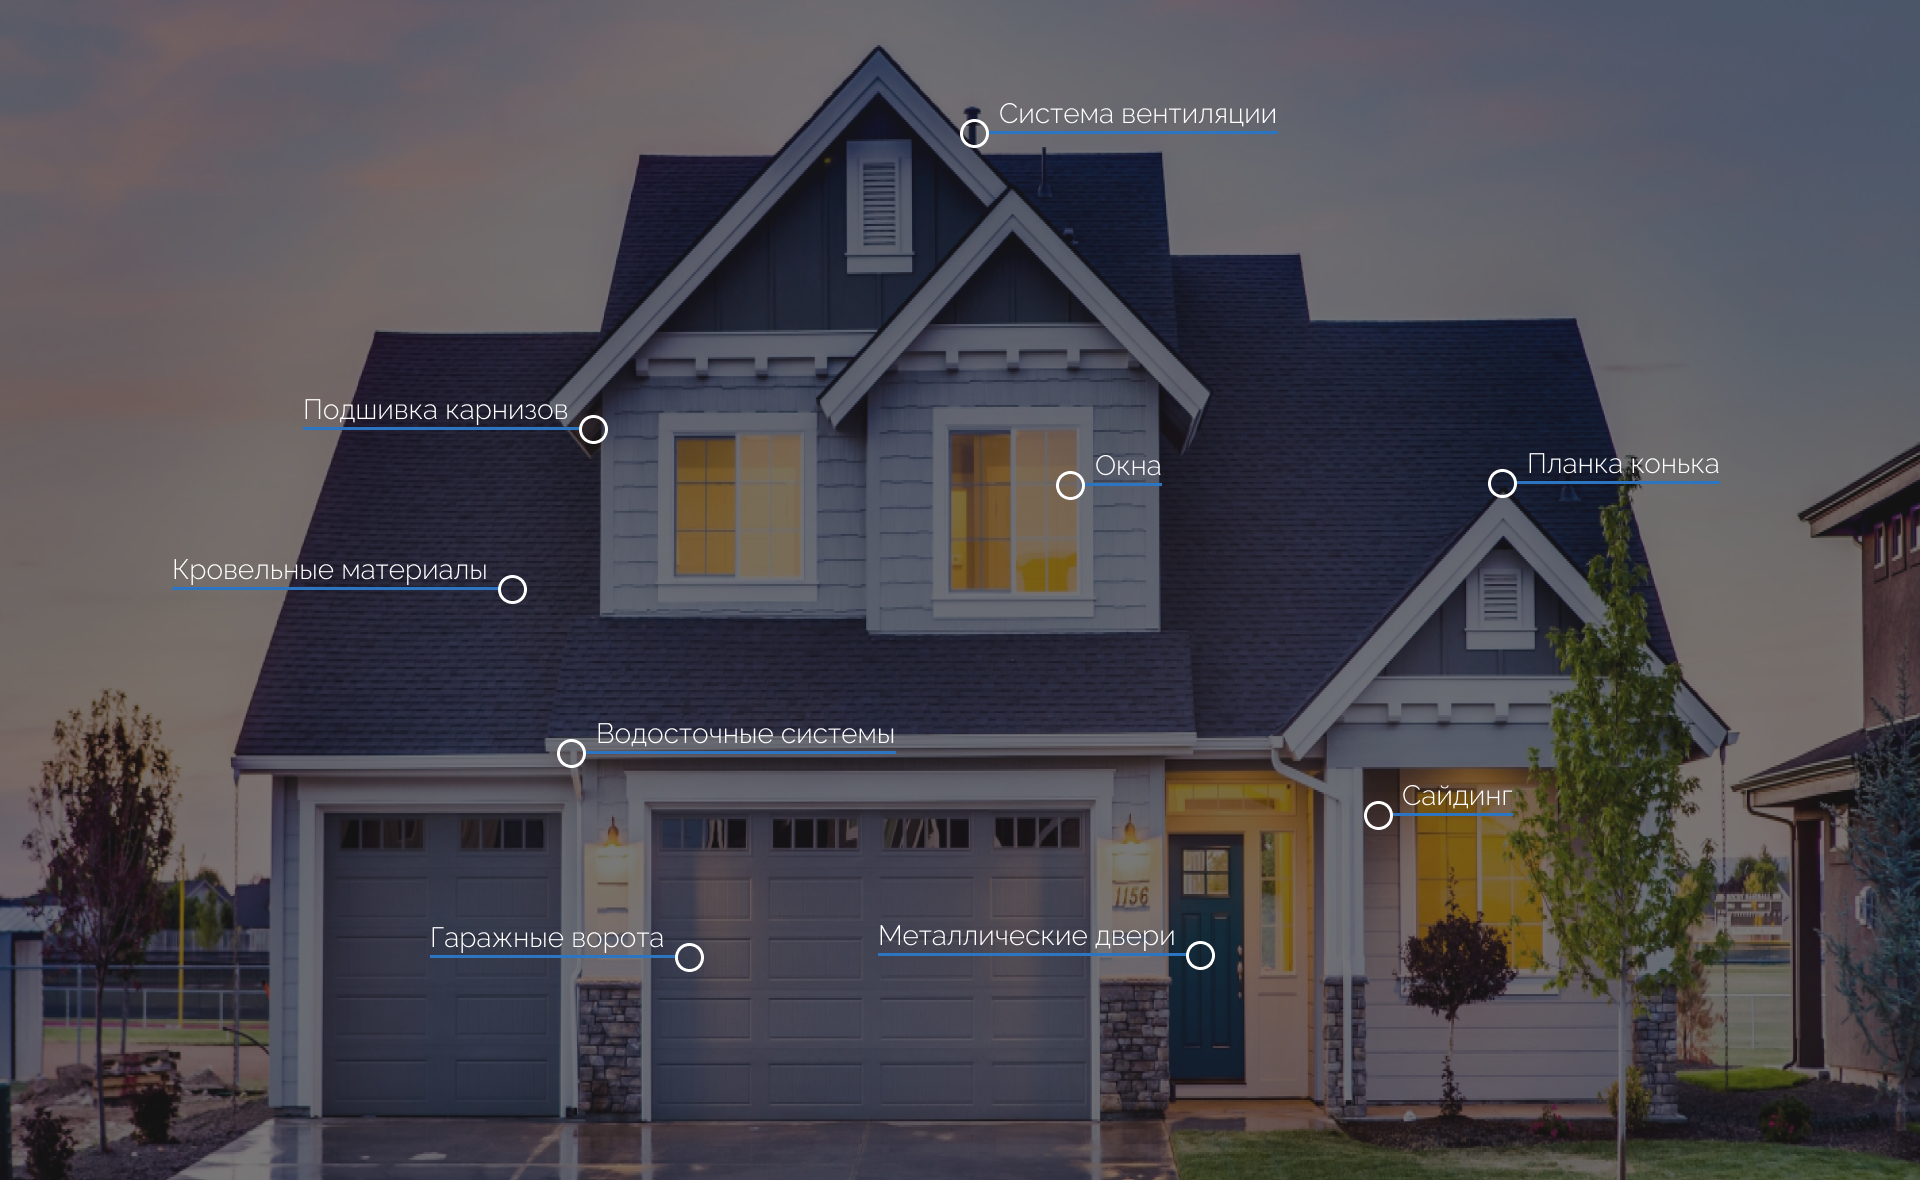 Система вентиляции
Подшивка карнизов
Окна
Планка конька
Кровельные материалы
Водосточные системы
Сайдинг
1156
Гаражные ворота
Металлические двери